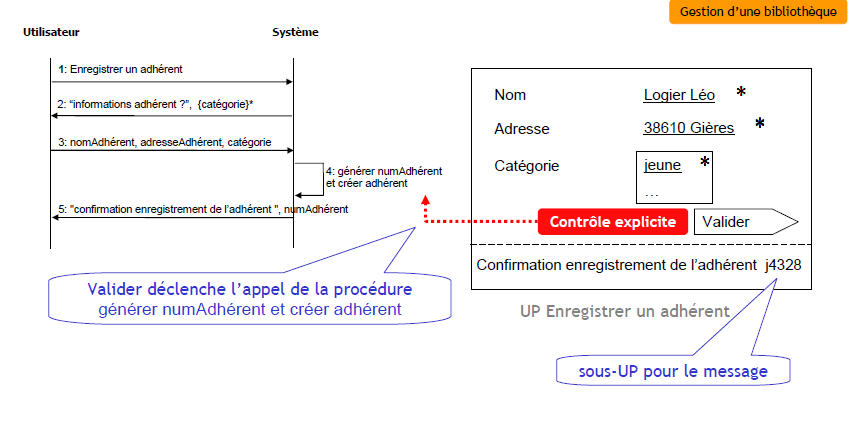 Gestion d'une bibliothèque
Utilisateur
Système
1: Enregistrer un adhérent
2: "informations adhérent ?", {catégorie}*
3: nomAdhérent, adresseAdhérent, catégorie
4: générer numAdhérent
et créer adhérent
5: "confirmation enregistrement de l'adhérent ", numAdhérent
Nom Logier Léo *
Adresse 38610 Gières *
Catégorie jeune *
...
Contrôle explicite Valider
Confirmation enregistrement de l'adhérent j4328
UP Enregistrer un adhérent
Valider déclenche l'appel de la procédure
générer numAdhérent et créer adhérent
sous-UP pour le message